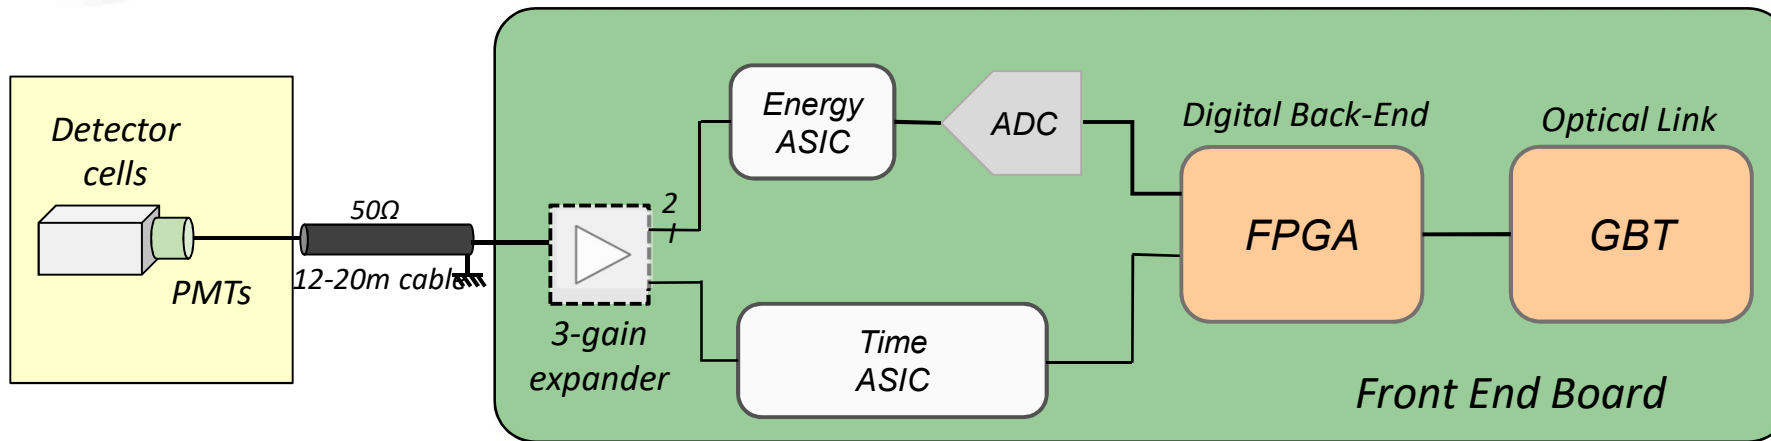 Detector
cells
PMTs
50Ω
12-20m cable
3-gain
expander
2
Energy
ASIC
ADC
Time
ASIC
Digital Back-End
FPGA
Optical Link
GBT
Front End Board